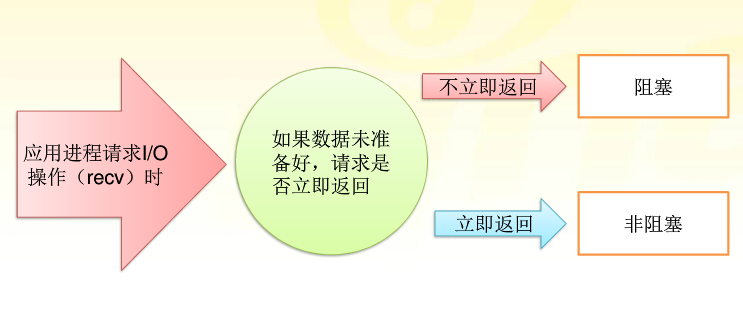 应用进程请求I/O
操作（recv）时
如果数据未准
备好，请求是
否立即返回
不立即返回
阻塞
立即返回
非阻塞